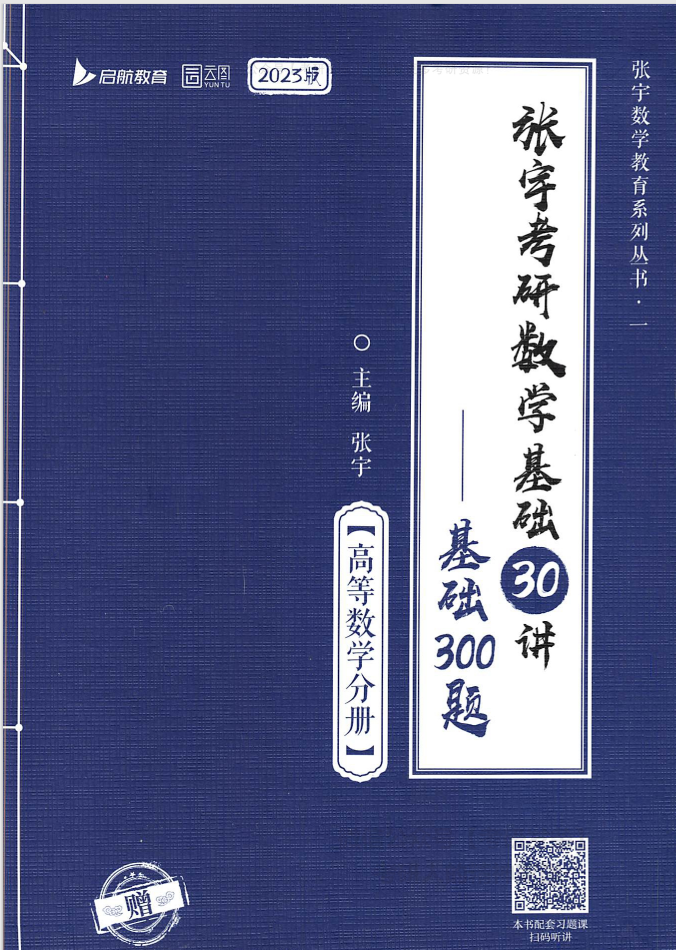 启航教育
云图
YUN TU
2023版
张宇数学教育系列丛书·一
张宇考研数学基础30讲
——基础300题
主编 张宇
【高等数学分册】
赠
本书配套习题课
扫码听讲